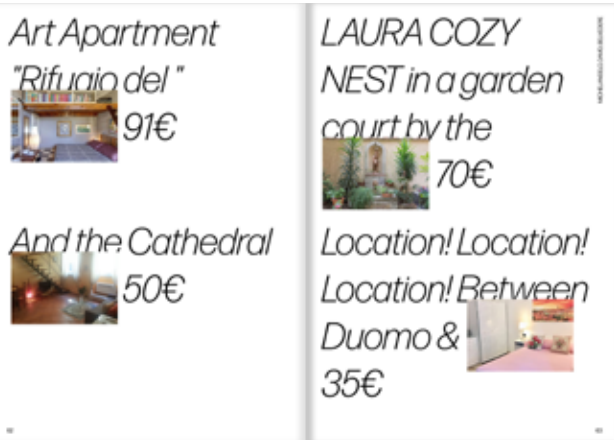 Art Apartment
"Rifugio del "
91€
And the Cathedral
50€
LAURA COZY
NEST in a garden
court by the
70€
Location! Location!
Location! Between
Duomo &
35€